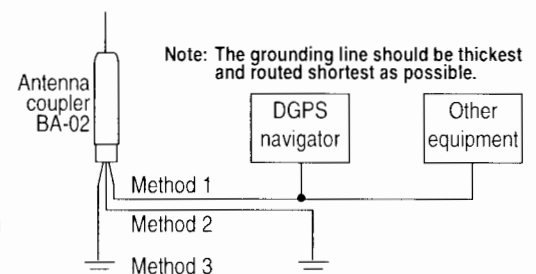 Note: The grounding line should be thickest
and routed shortest as possible.
Antenna
coupler
BA-02
DGPS
navigator
Other
equipment
Method 1
Method 2
Method 3